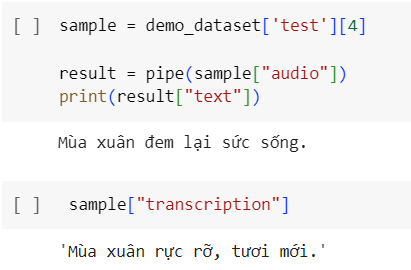 [ ] sample = demo_dataset['test'][4]
result = pipe(sample["audio"])
print(result["text"])
Mùa xuân đem lại sức sống.
[ ] sample["transcription"]
'Mùa xuân rực rỡ, tươi mới.'